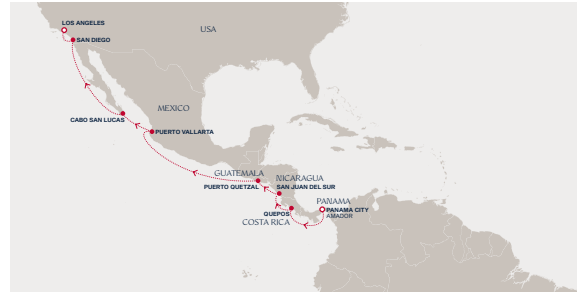 LOS ANGELES
USA
SAN DIEGO
MEXICO
CABO SAN LUCAS
PUERTO VALLARTA
GUATEMALA
NICARAGUA
PUERTO QUETZAL
SAN JUAN DEL SUR
PANAMA
QUEPOS
PANAMA CITY
AMADOR
COSTA RICA